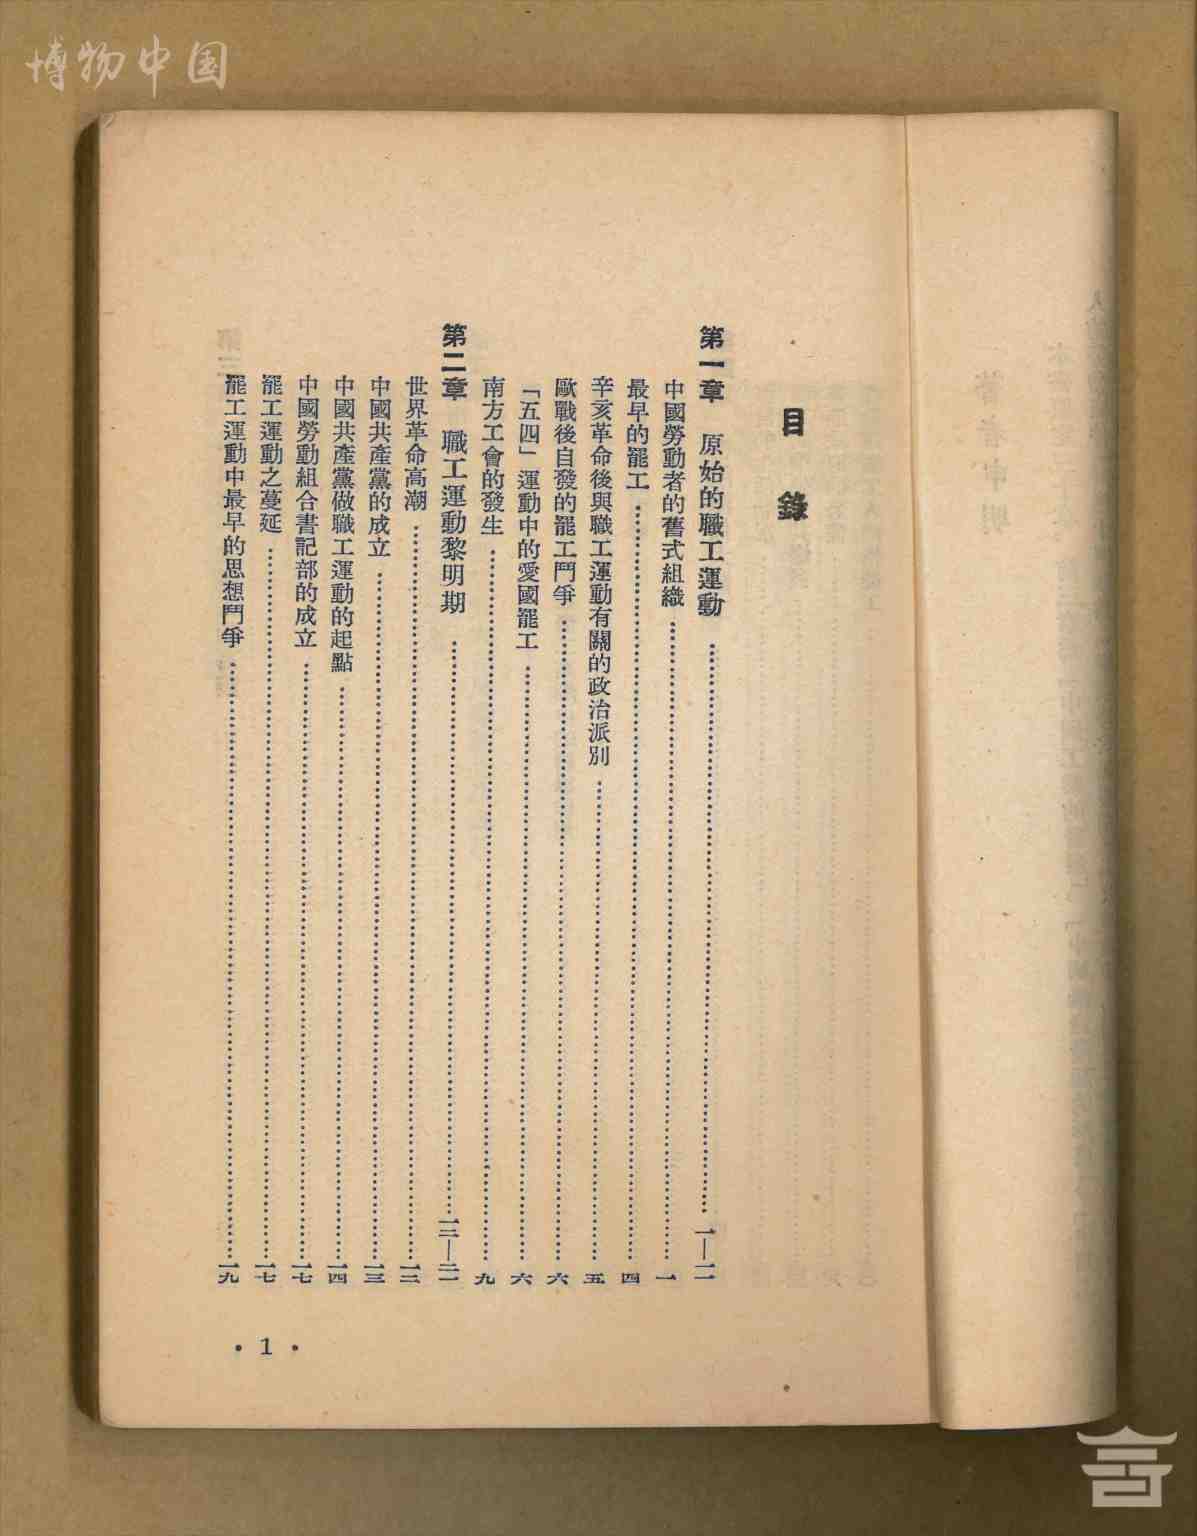 博物中国
目錄
第一章 原始的職工運動……一—一一
中國勞動者的舊式組織……一
最早的罷工……四
辛亥革命後與職工運動有關的政治派別……五
歐戰後自發的罷工鬥爭……六
「五四」運動中的愛國罷工……六
南方工會的發生……九
第二章 職工運動黎明期……一二—二一
世界革命高潮……一二
中國共產黨的成立……一三
中國共產黨做職工運動的起點……一四
中國勞動組合書記部的成立……一七
罷工運動之蔓延……一七
罷工運動中最早的思想鬥爭……一九
• 1 •